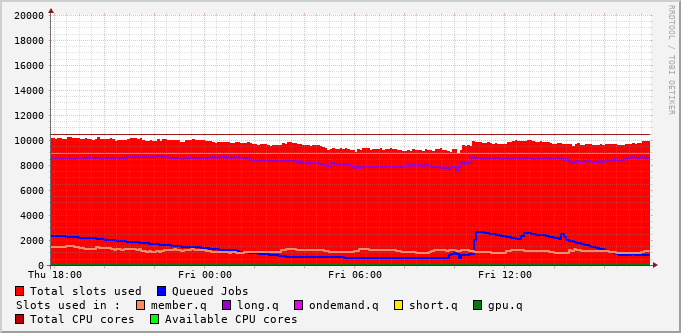 RRDTOOL / TOBI OETIKER
20000
18000
16000
14000
12000
10000
8000
6000
4000
2000
0
Thu 18:00 Fri 00:00 Fri 06:00 Fri 12:00
Total slots used Queued Jobs
Slots used in : member.q long.q ondemand.q short.q gpu.q
Total CPU cores Available CPU cores